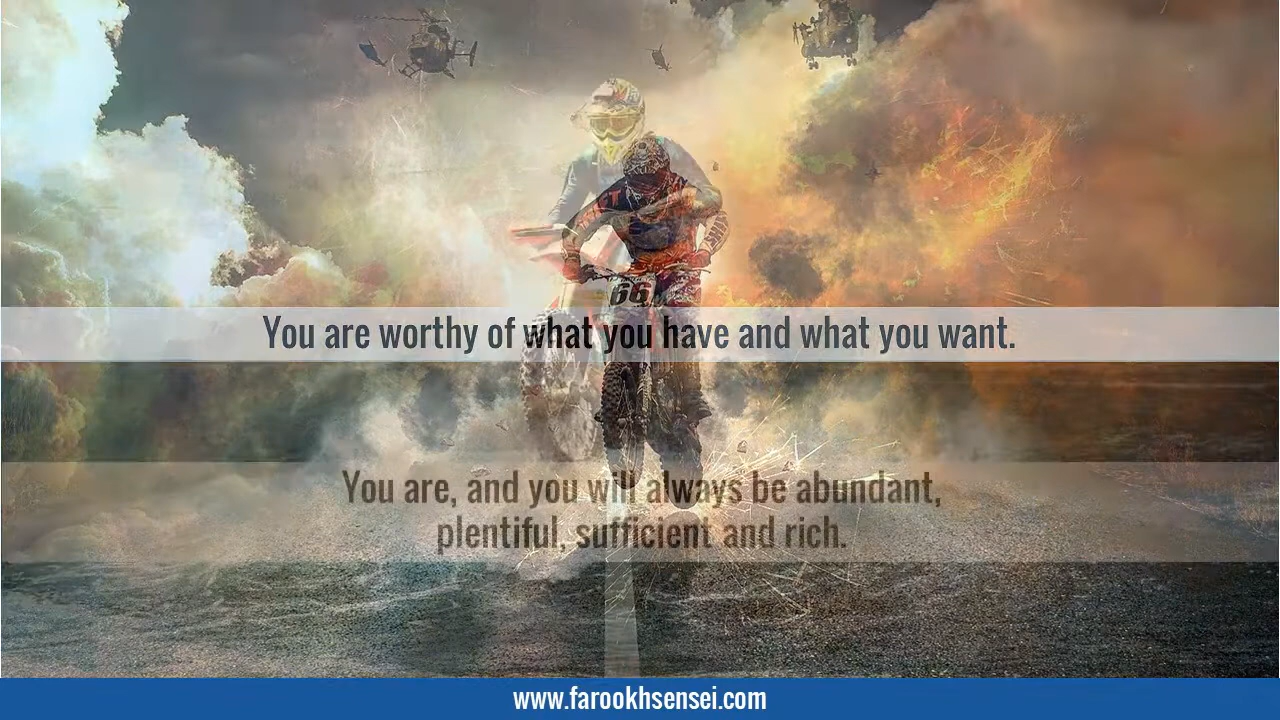 66
You are worthy of what you have and what you want.
You are, and you will always be abundant,
plentiful, sufficient and rich.
www.farookhsensei.com